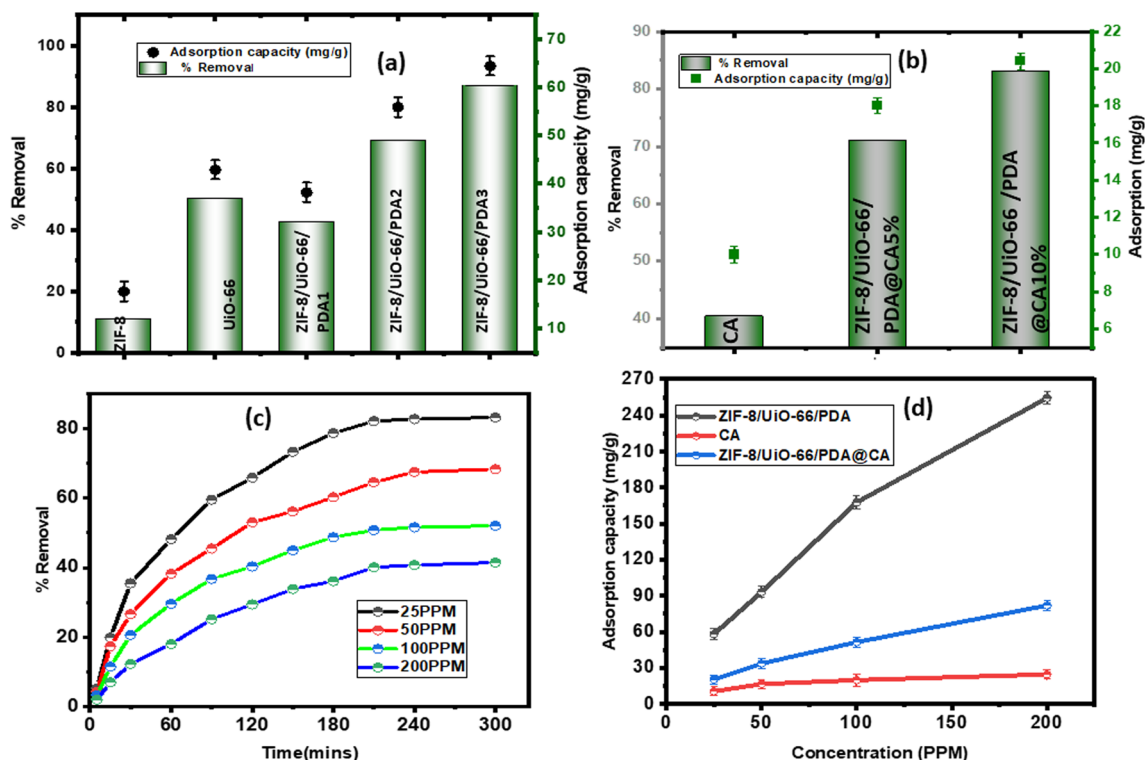 (a)
Adsorption capacity (mg/g)
% Removal
% Removal
100
80
60
40
20
0
75
70
60
50
40
30
20
10
5
Adsorption capacity (mg/g)
ZIF-8
UiO-66
ZIF-8/UiO-66/
PDA1
ZIF-8/UiO-66/PDA2
ZIF-8/UiO-66/PDA3
(b)
% Removal
Adsorption capacity (mg/g)
% Removal
90
80
70
60
50
40
22
20
18
16
14
12
10
8
6
Adsorption (mg/g)
CA
ZIF-8/UiO-66/
PDA@CA5%
ZIF-8/UiO-66 /PDA
@CA10%
(c)
% Removal
80
60
40
20
0
25PPM
50PPM
100PPM
200PPM
0 60 120 180 240 300
Time(mins)
(d)
ZIF-8/UiO-66/PDA
CA
ZIF-8/UiO-66/PDA@CA
Adsorption capacity (mg/g)
270
240
210
180
150
120
90
60
30
0
50 100 150 200
Concentration (PPM)